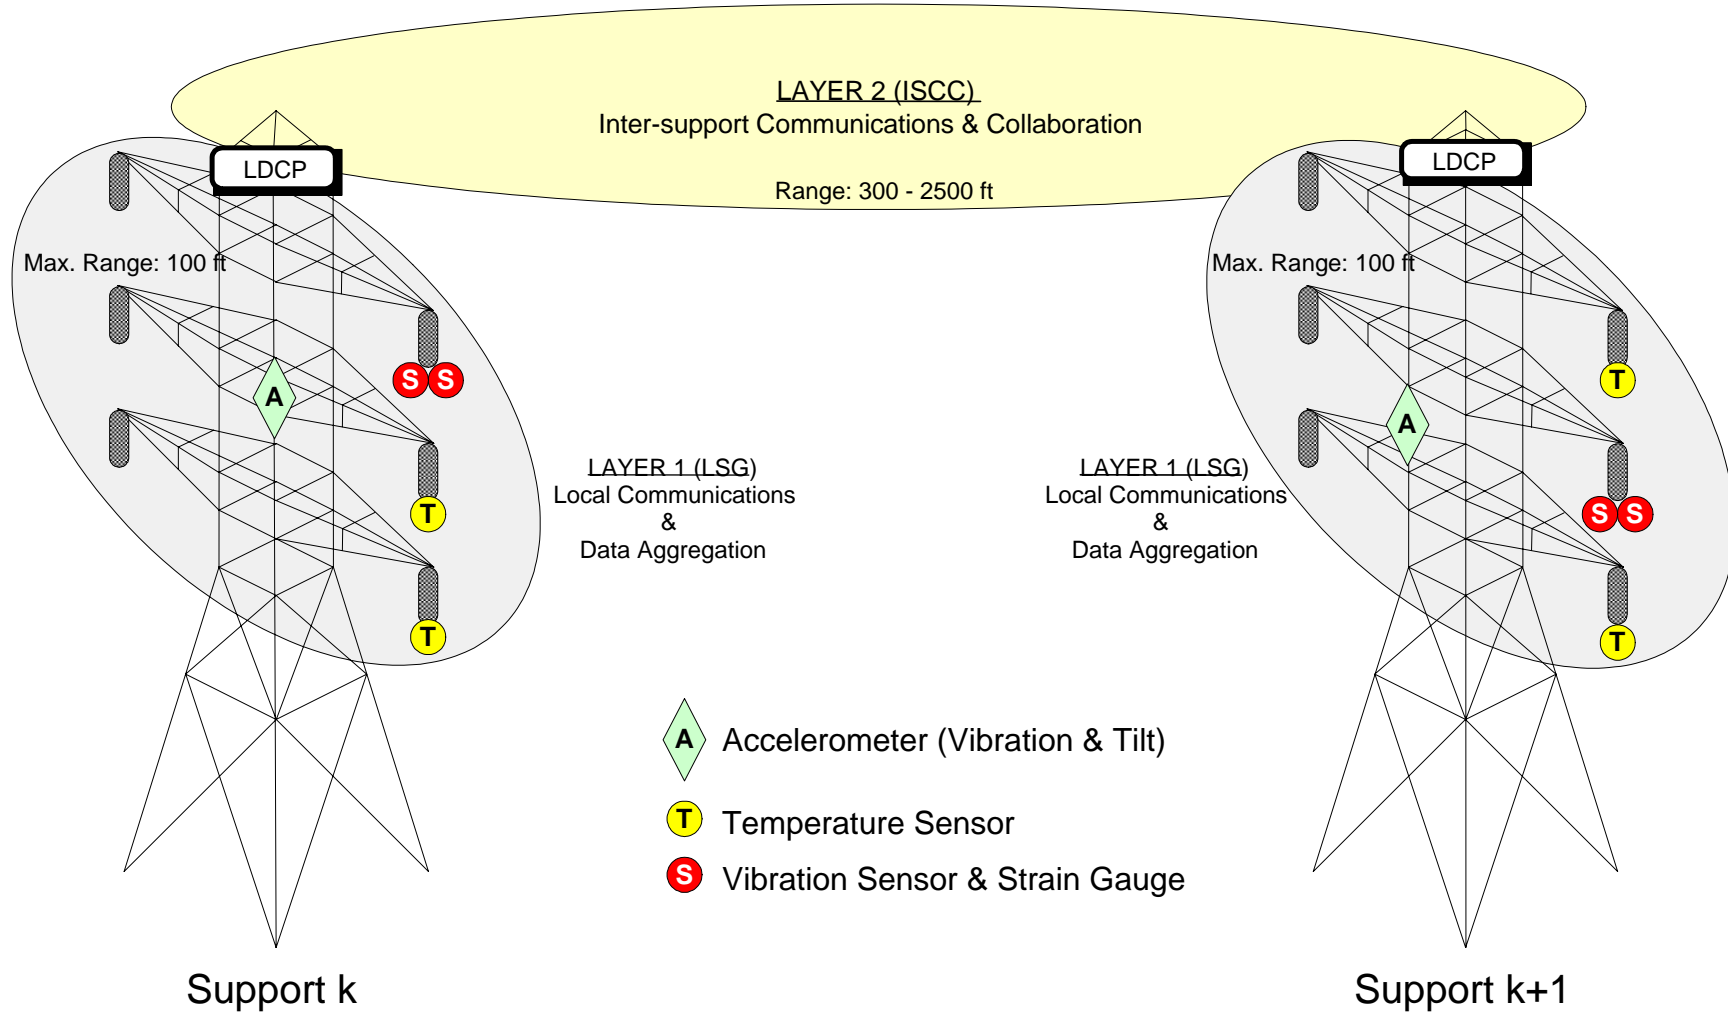 LAYER 2 (ISCC)
Inter-support Communications & Collaboration
Range: 300 - 2500 ft
LDCP
LDCP
Max. Range: 100 ft
Max. Range: 100 ft
S S
T
A
A
LAYER 1 (LSG)
Local Communications
&
Data Aggregation
LAYER 1 (LSG)
Local Communications
&
Data Aggregation
T
S S
T
T
A Accelerometer (Vibration & Tilt)
T Temperature Sensor
S Vibration Sensor & Strain Gauge
Support k
Support k+1